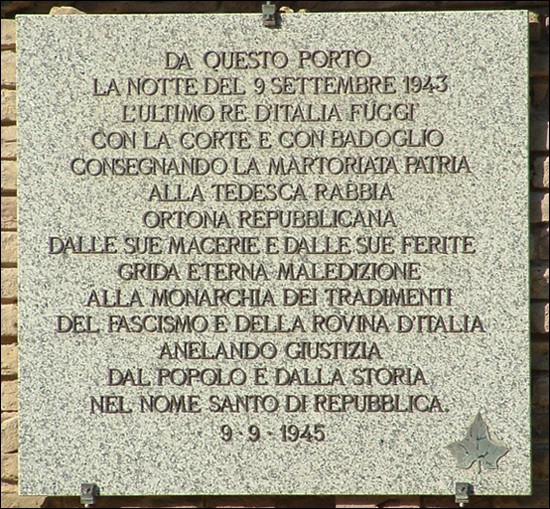 DA QUESTO PORTO
LA NOTTE DEL 9 SETTEMBRE 1943
L'ULTIMO RE D'ITALIA FUGGI'
CON LA CORTE E CON BADOGLIO
CONSEGNANDO LA MARTORIATA PATRIA
ALLA TEDESCA RABBIA
ORTONA REPUBBLICANA
DALLE SUE MACERIE E DALLE SUE FERITE
GRIDA ETERNA MALEDIZIONE
ALLA MONARCHIA DEI TRADIMENTI
DEL FASCISMO E DELLA ROVINA D'ITALIA
ANELANDO GIUSTIZIA
DAL POPOLO E DALLA STORIA
NEL NOME SANTO DI REPUBBLICA.
9-9-1945